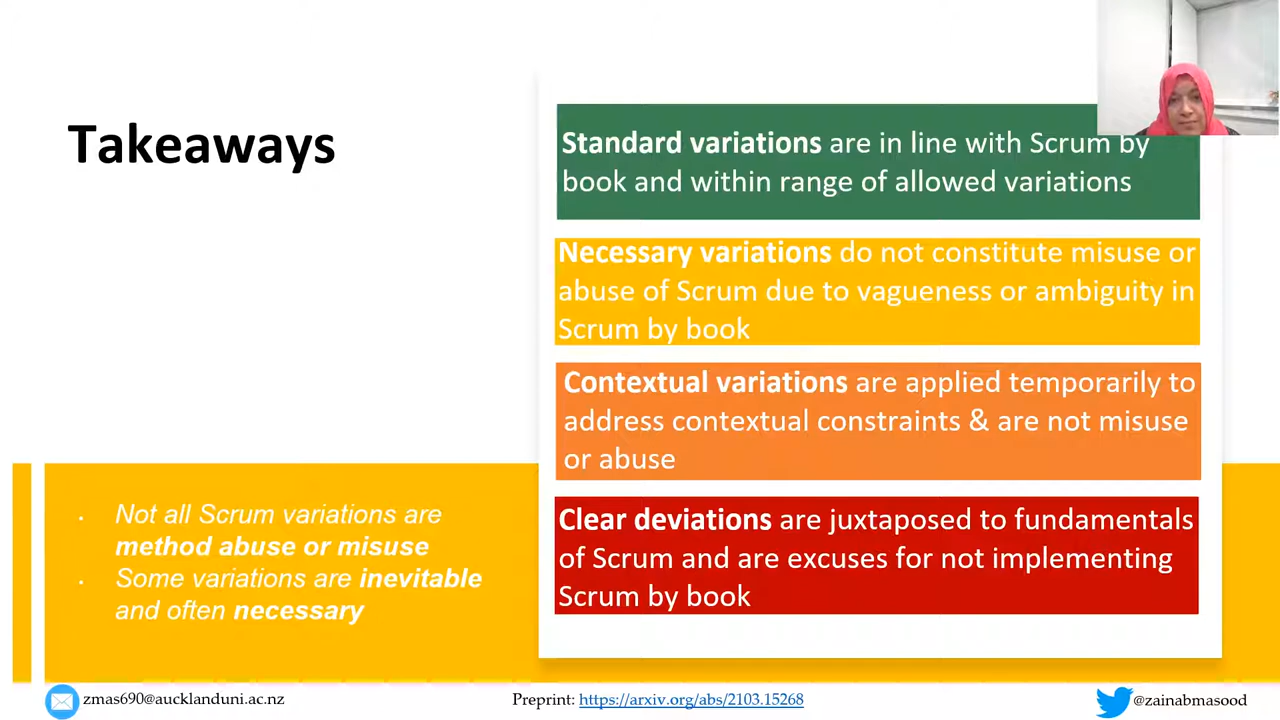 Takeaways
Standard variations are in line with Scrum by
book and within range of allowed variations
Necessary variations do not constitute misuse or
abuse of Scrum due to vagueness or ambiguity in
Scrum by book
Contextual variations are applied temporarily to
address contextual constraints & are not misuse
or abuse
Clear deviations are juxtaposed to fundamentals
of Scrum and are excuses for not implementing
Scrum by book
• Not all Scrum variations are
method abuse or misuse
• Some variations are inevitable
and often necessary
zmas690@aucklanduni.ac.nz
Preprint: https://arxiv.org/abs/2103.15268
@zainabmasood